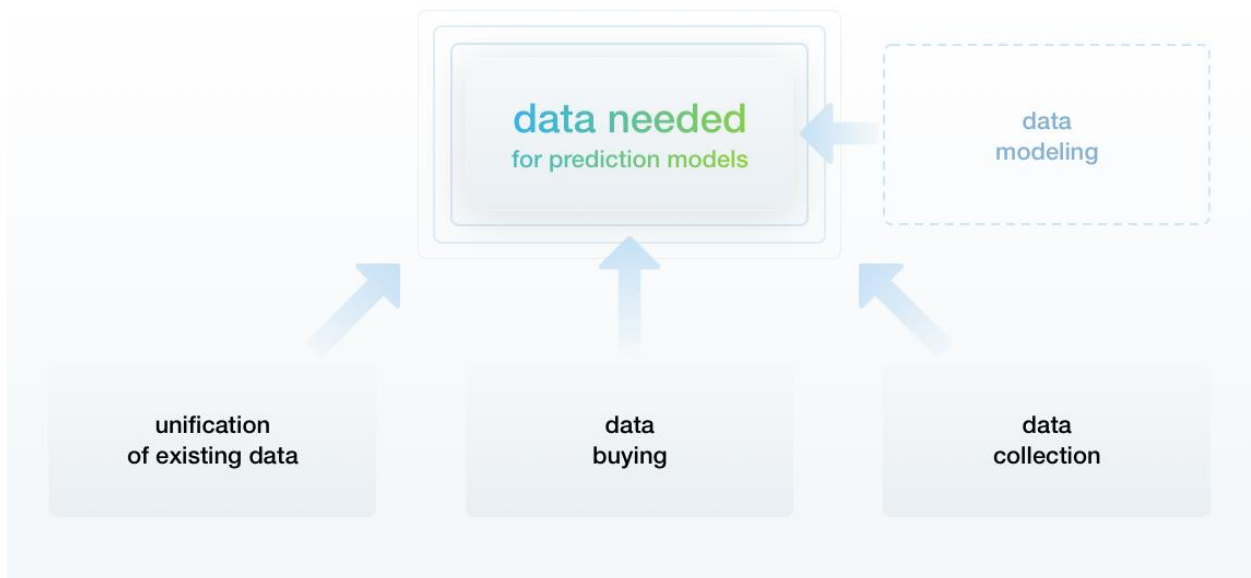 data needed
for prediction models
data
modeling
unification
of existing data
data
buying
data
collection